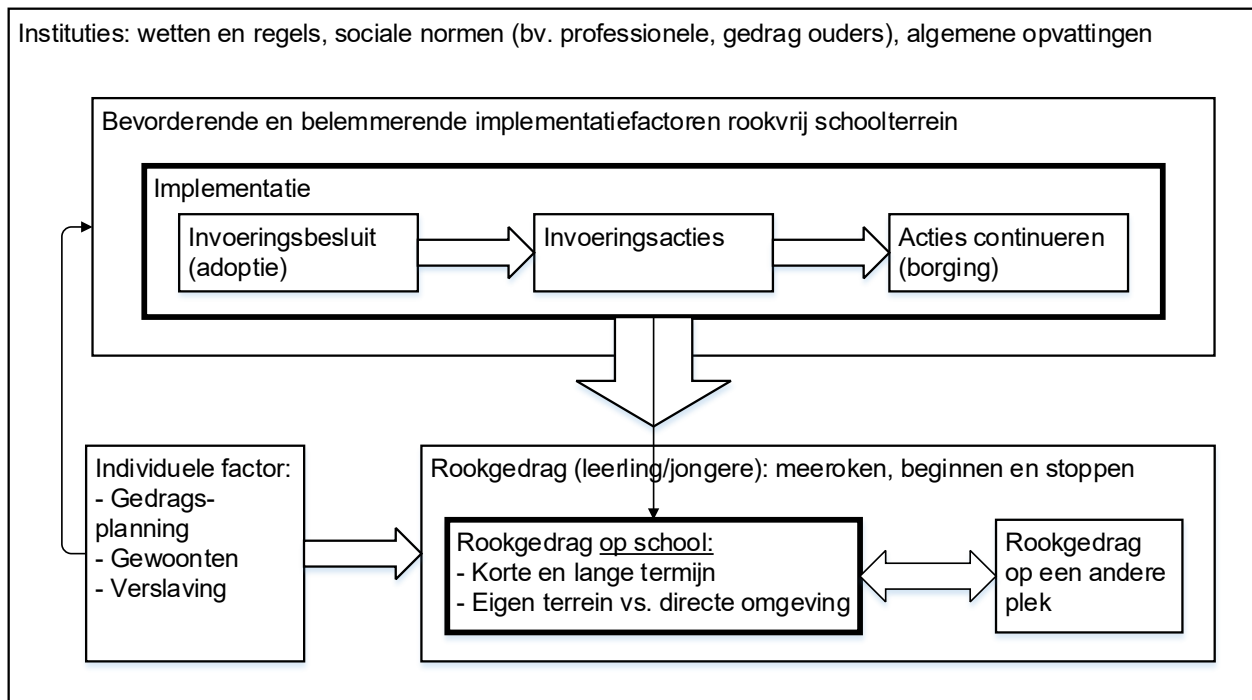 Instituties: wetten en regels, sociale normen (bv. professionele, gedrag ouders), algemene opvattingen
Bevorderende en belemmerende implementatiefactoren rookvrij schoolterrein
Implementatie
Invoeringsbesluit
(adoptie)
Invoeringsacties
Acties continueren
(borging)
Individuele factor:
- Gedrags-
planning
- Gewoonten
- Verslaving
Rookgedrag (leerling/jongere): meeroken, beginnen en stoppen
Rookgedrag op school:
- Korte en lange termijn
- Eigen terrein vs. directe omgeving
Rookgedrag
op een andere
plek